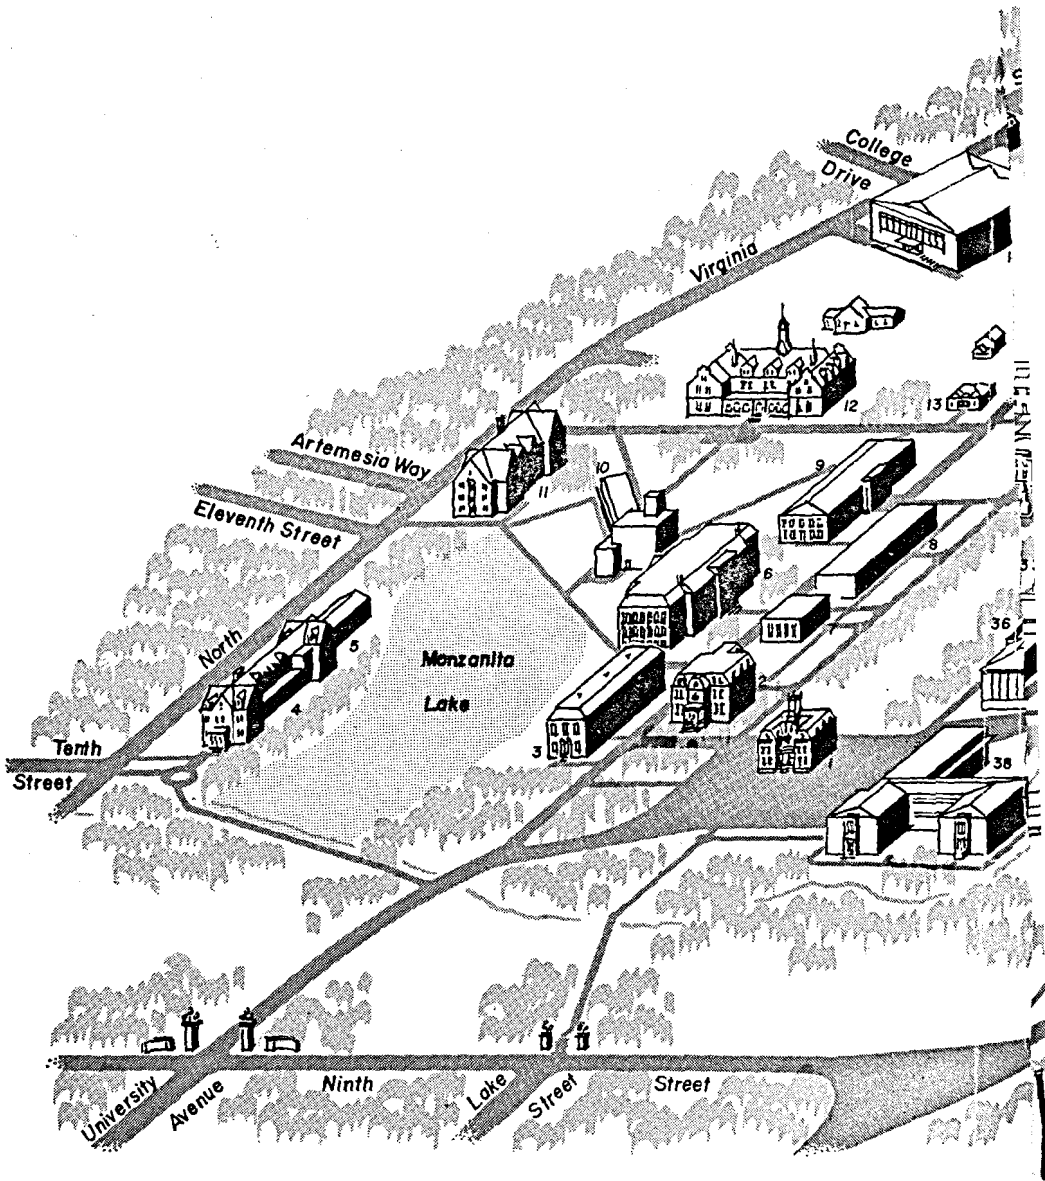 College
Drive
Virginia
12
13
Artemesia Way
11
10
9
Eleventh Street
8
6
7
36
North
5
Manzanita
Lake
2
4
3
1
38
Tenth
Street
University
Avenue
Ninth
Lake
Street
Street